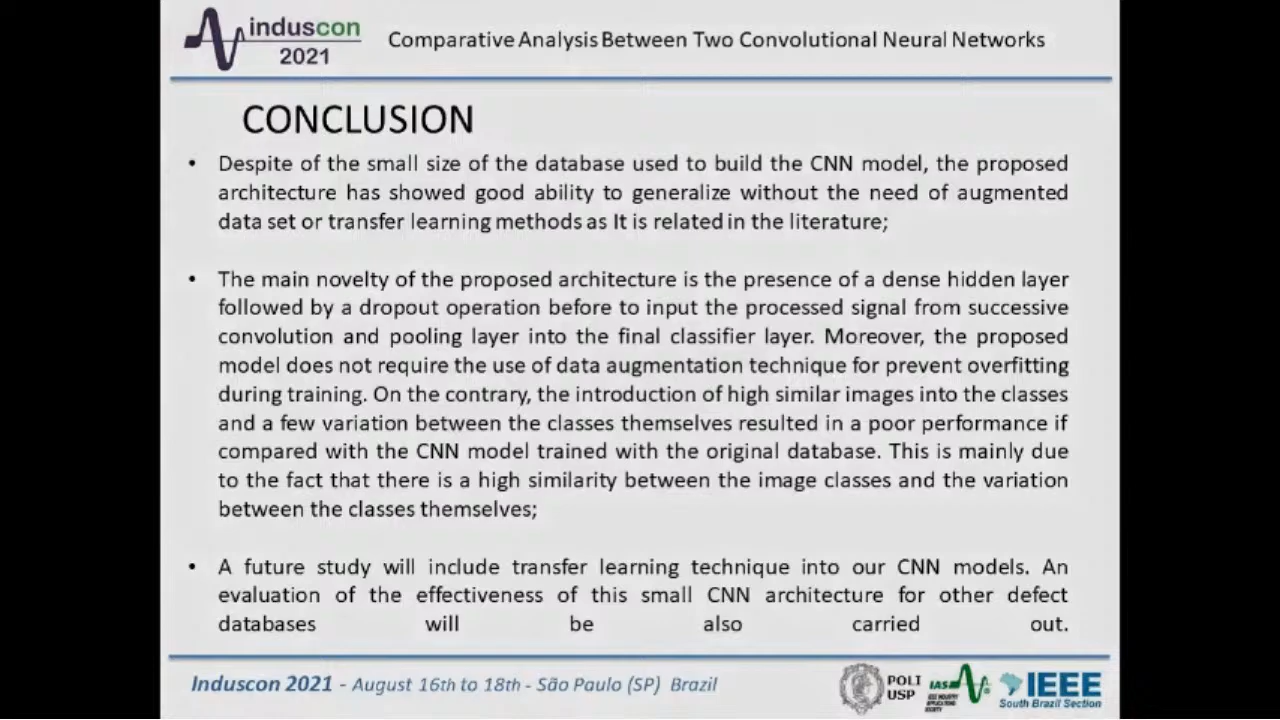 induscon
2021
Comparative Analysis Between Two Convolutional Neural Networks
CONCLUSION
• Despite of the small size of the database used to build the CNN model, the proposed
architecture has showed good ability to generalize without the need of augmented
data set or transfer learning methods as It is related in the literature;
• The main novelty of the proposed architecture is the presence of a dense hidden layer
followed by a dropout operation before to input the processed signal from successive
convolution and pooling layer into the final classifier layer. Moreover, the proposed
model does not require the use of data augmentation technique for prevent overfitting
during training. On the contrary, the introduction of high similar images into the classes
and a few variation between the classes themselves resulted in a poor performance if
compared with the CNN model trained with the original database. This is mainly due
to the fact that there is a high similarity between the image classes and the variation
between the classes themselves;
• A future study will include transfer learning technique into our CNN models. An
evaluation of the effectiveness of this small CNN architecture for other defect
databases will be also carried out.
Induscon 2021 - August 16th to 18th - São Paulo (SP) Brazil
POLI
USP
IAS
IEEE INDUSTRY
APPLICATIONS
SOCIETY
IEEE
South Brazil Section